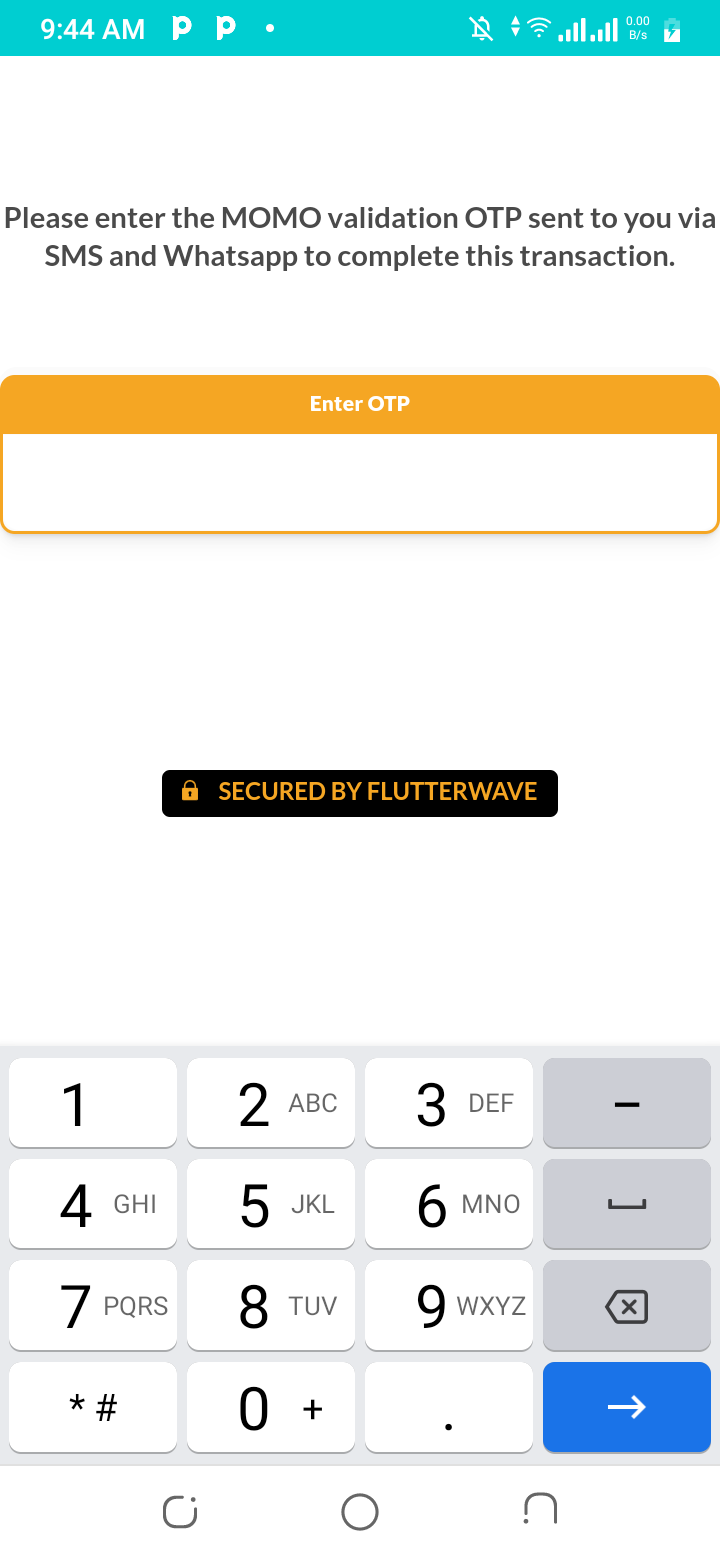 9:44 AM
0.00
B/s
Please enter the MOMO validation OTP sent to you via
SMS and Whatsapp to complete this transaction.
Enter OTP
SECURED BY FLUTTERWAVE
1
2 ABC
3 DEF
–
4 GHI
5 JKL
6 MNO
7 PQRS
8 TUV
9 WXYZ
* #
0 +
.